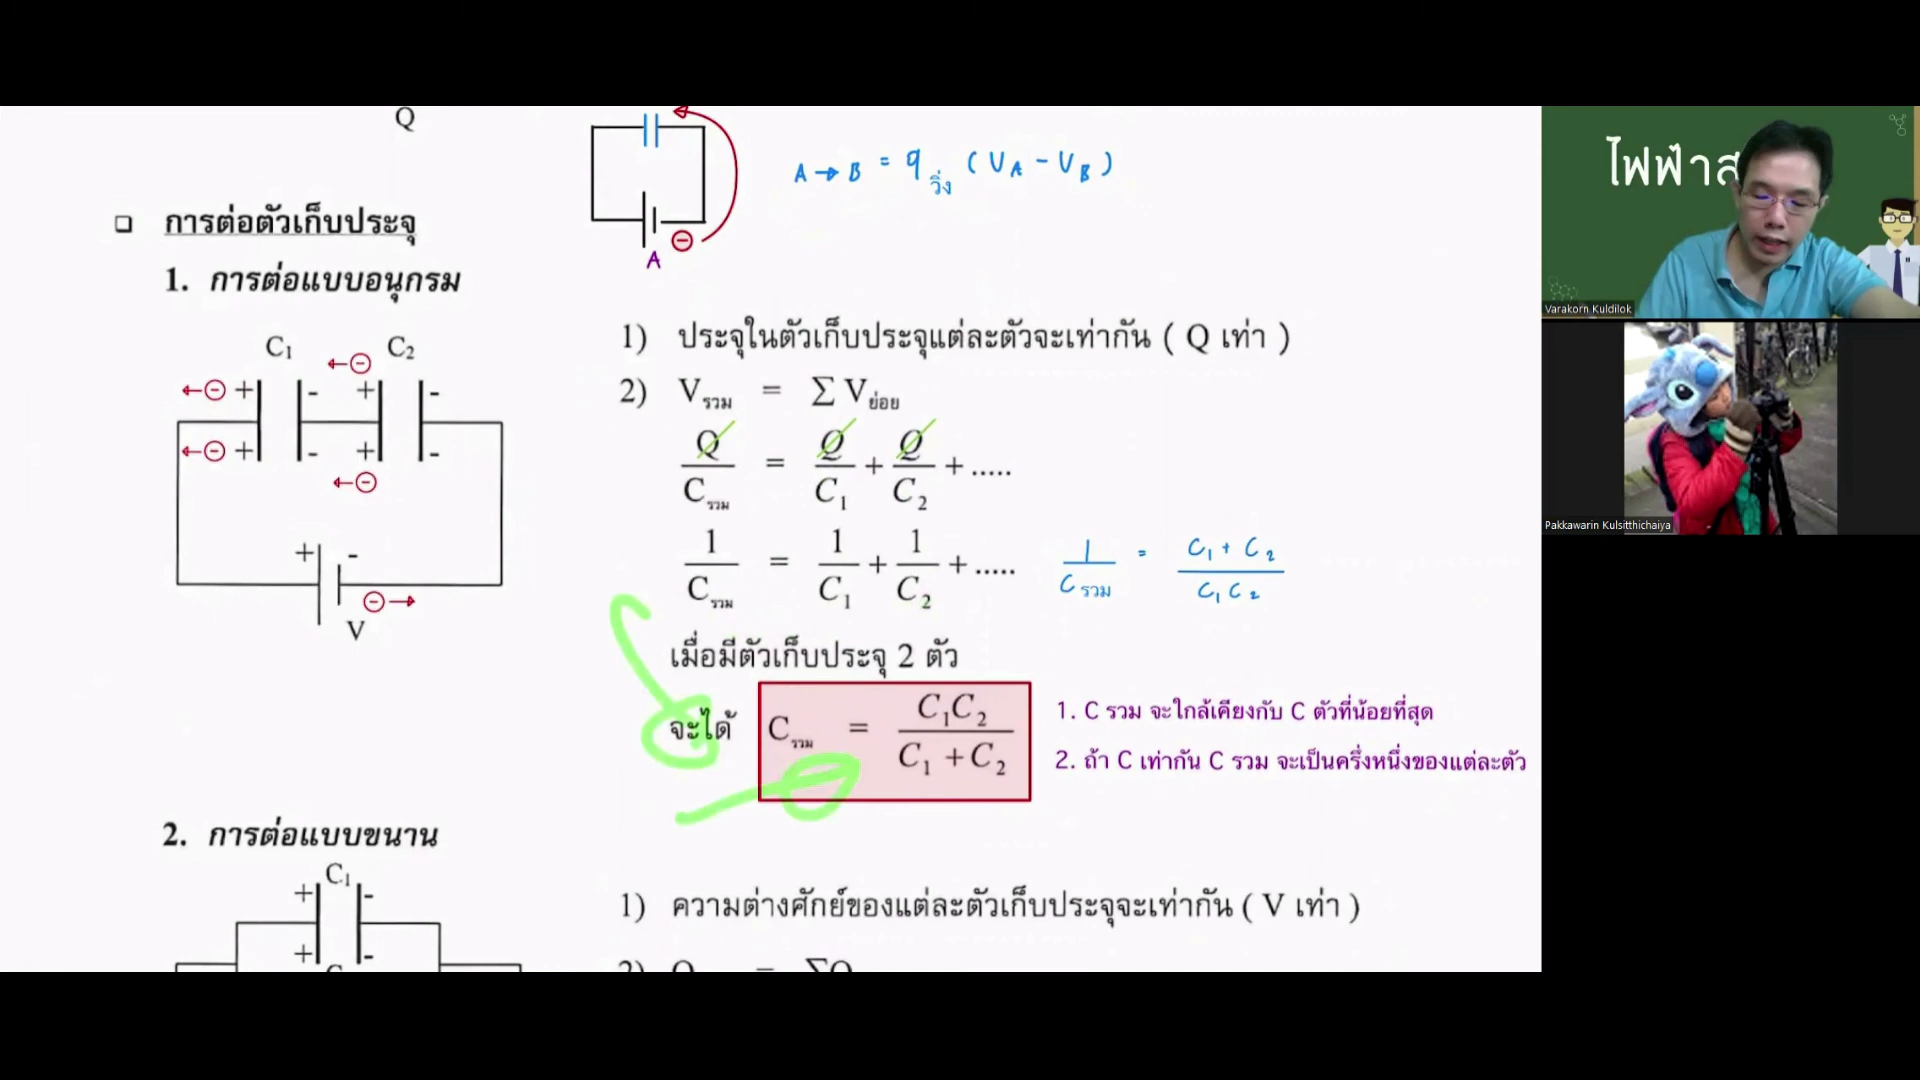 Q
A → B = q วิ่ง ( V A - V B )
A
❑ การต่อตัวเก็บประจุ
1. การต่อแบบอนุกรม
C1 C2
← ⊖ + - ← ⊖ + -
← ⊖ + - + -
← ⊖
+ -
⊖ →
V
1) ประจุในตัวเก็บประจุแต่ละตัวจะเท่ากัน ( Q เท่า )
2) Vรวม = ∑ Vย่อย
Q/Cรวม = Q/C1 + Q/C2 + .....
1/Cรวม = 1/C1 + 1/C2 + .....
1/Cรวม = C1 + C2 / C1 C2
เมื่อมีตัวเก็บประจุ 2 ตัว
จะได้ Cรวม = C1C2 / C1 + C2
1. C รวม จะใกล้เคียงกับ C ตัวที่น้อยที่สุด
2. ถ้า C เท่ากัน C รวม จะเป็นครึ่งหนึ่งของแต่ละตัว
2. การต่อแบบขนาน
C1
+ -
+ -
1) ความต่างศักย์ของแต่ละตัวเก็บประจุจะเท่ากัน ( V เท่า )
2) Q = ∑Q
ไฟฟ้าส
Varakorn Kuldilok
Pakkawarin Kulsitthichaiya